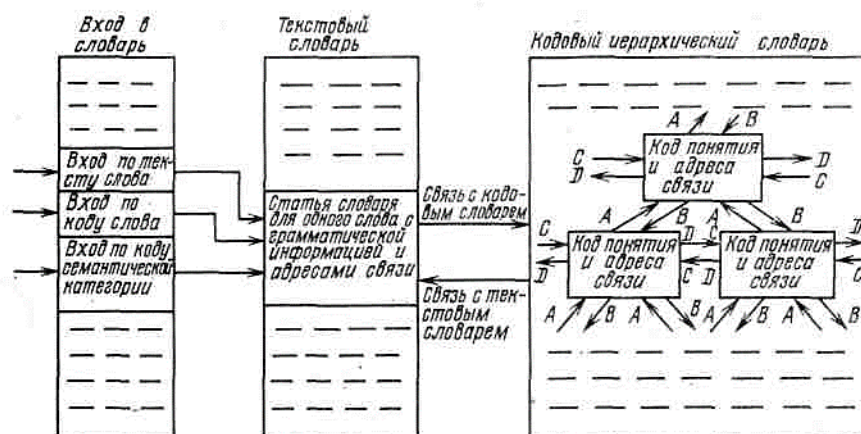 Вход в
словарь
Текстовый
словарь
Кодовый иерархический словарь
Вход по тек-
сту слова
Вход по
коду слова
Вход по коду
семантической
категории
Статья словаря
для одного слова с
грамматической
информацией и
адресами связи
Связь с кодо-
вым словарем
Связь с тек-
стовым
словарем
A B
C D
D C
Код понятия
и адреса
связи
A B A B
C D C D
D C D C
Код понятия
и адреса
связи
Код понятия
и адреса
связи
A B A B A B A B